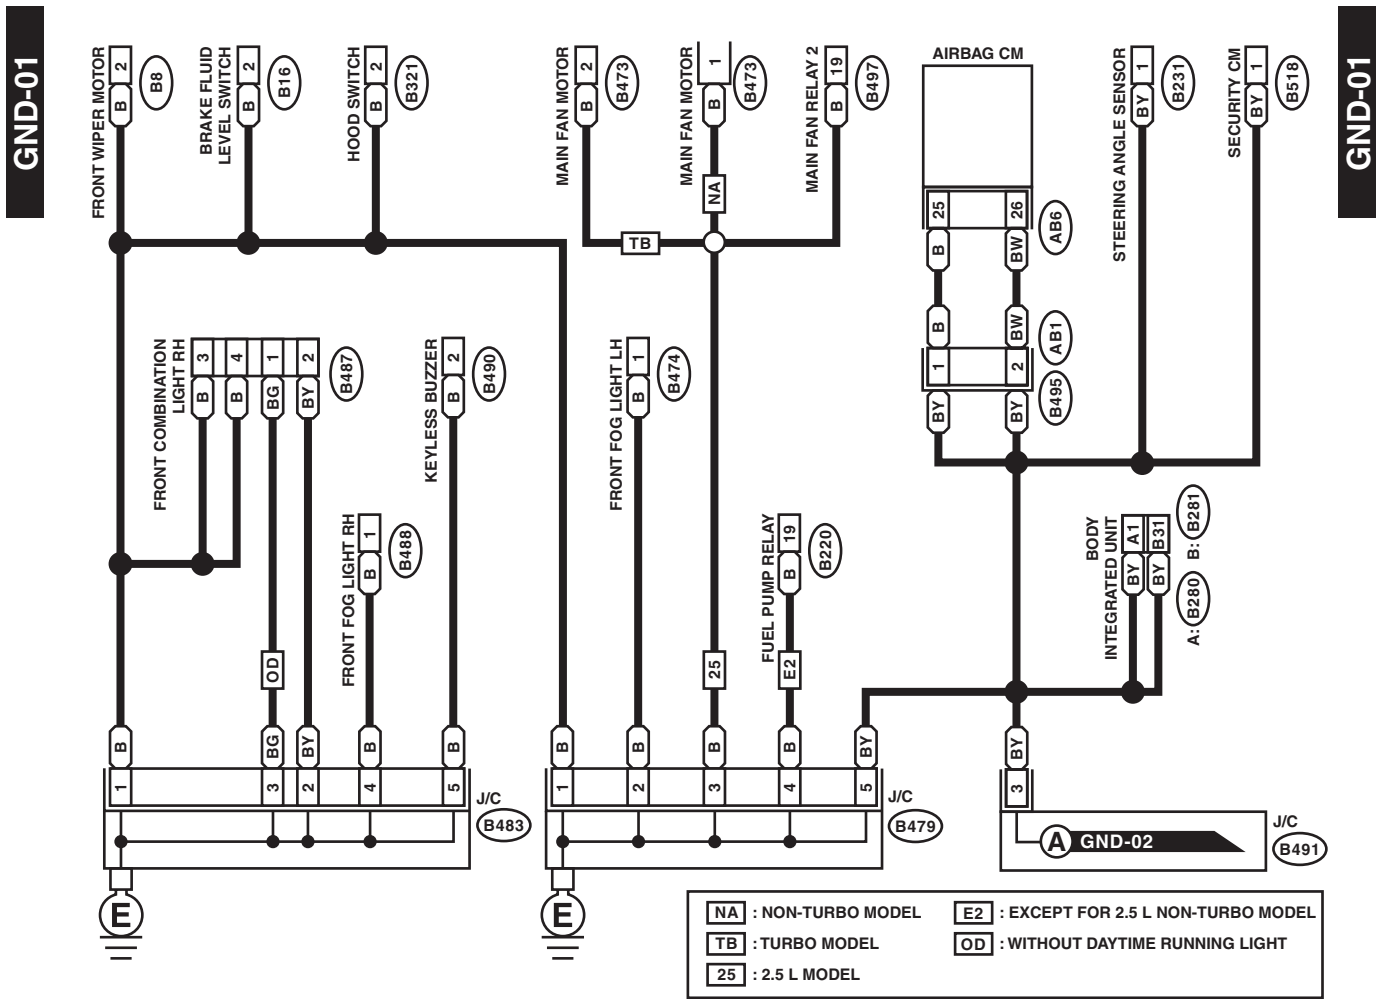 GND-01
GND-01
FRONT WIPER MOTOR
2
B
B8
BRAKE FLUID
LEVEL SWITCH
2
B
B16
HOOD SWITCH
2
B
B321
MAIN FAN MOTOR
2
B
B473
MAIN FAN MOTOR
1
B
B473
NA
MAIN FAN RELAY 2
19
B
B497
TB
AIRBAG CM
25
26
B
BW
AB6
B
BW
AB1
1
2
B495
BY
BY
STEERING ANGLE SENSOR
1
BY
B231
SECURITY CM
1
BY
B518
FRONT COMBINATION
LIGHT RH
3
4
1
2
B
B
BG
BY
B487
OD
KEYLESS BUZZER
2
B
B490
FRONT FOG LIGHT RH
1
B
B488
FRONT FOG LIGHT LH
1
B
B474
25
FUEL PUMP RELAY
19
B
B220
E2
BODY
INTEGRATED UNIT
A1
B31
BY
BY
B: B281
A: B280
B
BG
BY
B
B
1
3
2
4
5
J/C
B483
E
B
B
B
B
BY
1
2
3
4
5
J/C
B479
E
BY
3
A GND-02
J/C
B491
NA : NON-TURBO MODEL
TB : TURBO MODEL
25 : 2.5 L MODEL
E2 : EXCEPT FOR 2.5 L NON-TURBO MODEL
OD : WITHOUT DAYTIME RUNNING LIGHT